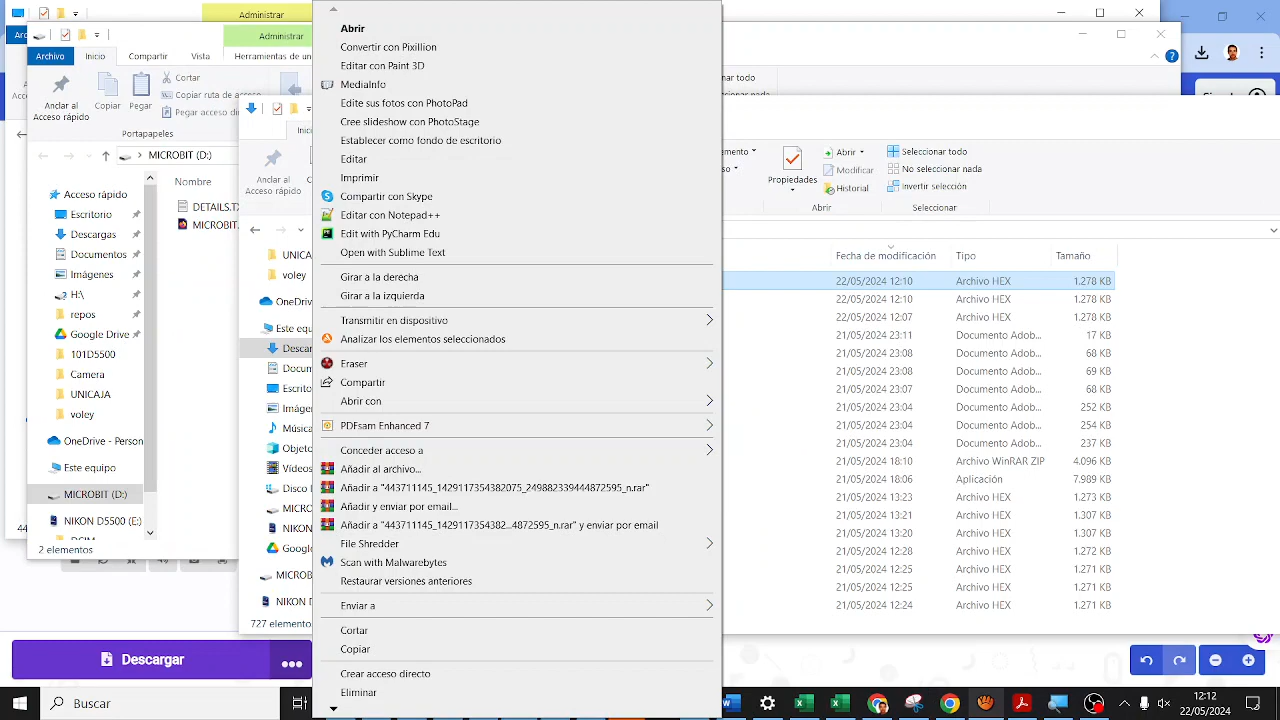 Administrar
Administrar
Archivo
Inicio
Compartir
Vista
Herramientas de un
Anclar al
Acceso rápido
Copiar
Pegar
Cortar
Copiar ruta de acceso
Pegar acceso di
Portapapeles
MICROBIT (D:)
Nombre
DETAILS.TX
MICROBIT.
Acceso rápido
Escritorio
Descargas
Documentos
Imágenes
H:\
repos
Google Drive
101D5500
Camera
UNICAJA
voley
OneDrive - Person
Este equipo
MICROBIT (D:)
NIKON D5500 (E:)
DCIM
2 elementos
Anclar al
Acceso rápido
UNICA
voley
OneDrive
Este equip
Descar
Docum
Escrito
Imáge
Música
Objeto
Vídeos
Disco l
MICRO
NIKON
Google
MICROB
NIKON D
727 elemento
Abrir
Convertir con Pixillion
Editar con Paint 3D
MediaInfo
Edite sus fotos con PhotoPad
Cree slideshow con PhotoStage
Establecer como fondo de escritorio
Editar
Imprimir
Compartir con Skype
Editar con Notepad++
Edit with PyCharm Edu
Open with Sublime Text
Girar a la derecha
Girar a la izquierda
Transmitir en dispositivo
Analizar los elementos seleccionados
Eraser
Compartir
Abrir con
PDFsam Enhanced 7
Conceder acceso a
Añadir al archivo...
Añadir a "443711145_1429117354382075_249882339444872595_n.rar"
Añadir y enviar por email...
Añadir a "443711145_1429117354382...4872595_n.rar" y enviar por email
File Shredder
Scan with Malwarebytes
Restaurar versiones anteriores
Enviar a
Cortar
Copiar
Crear acceso directo
Eliminar
nar todo
Propiedades
Abrir
Modificar
Historial
Abrir
Seleccionar todo
No seleccionar nada
Invertir selección
Seleccionar
Fecha de modificación Tipo Tamaño
22/05/2024 12:10 Archivo HEX 1.278 KB
22/05/2024 12:10 Archivo HEX 1.278 KB
22/05/2024 12:07 Archivo HEX 1.278 KB
21/05/2024 23:11 Documento Adob... 17 KB
21/05/2024 23:08 Documento Adob... 68 KB
21/05/2024 23:08 Documento Adob... 69 KB
21/05/2024 23:07 Documento Adob... 68 KB
21/05/2024 23:04 Documento Adob... 252 KB
21/05/2024 23:04 Documento Adob... 254 KB
21/05/2024 23:04 Documento Adob... 237 KB
21/05/2024 18:10 Archivo WinRAR ZIP 4.096 KB
21/05/2024 18:06 Aplicación 7.989 KB
21/05/2024 13:23 Archivo HEX 1.273 KB
21/05/2024 13:21 Archivo HEX 1.307 KB
21/05/2024 13:20 Archivo HEX 1.307 KB
21/05/2024 12:28 Archivo HEX 1.272 KB
21/05/2024 12:25 Archivo HEX 1.271 KB
21/05/2024 12:25 Archivo HEX 1.271 KB
21/05/2024 12:24 Archivo HEX 1.271 KB
Descargar
Buscar
12:12
22/05/2024